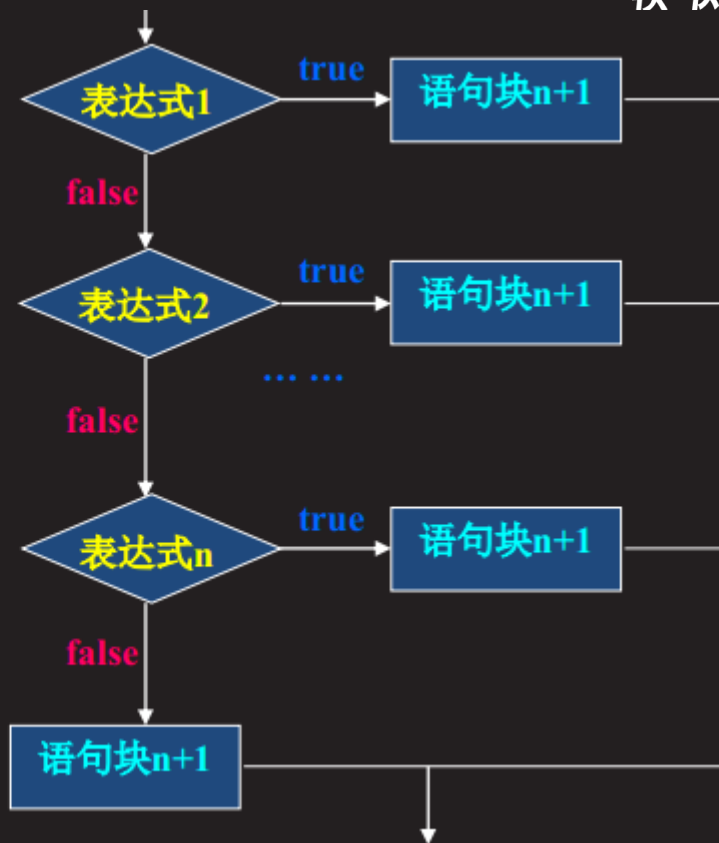 true
表达式1
语句块n+1
false
true
表达式2
语句块n+1
… …
false
true
表达式n
语句块n+1
false
语句块n+1